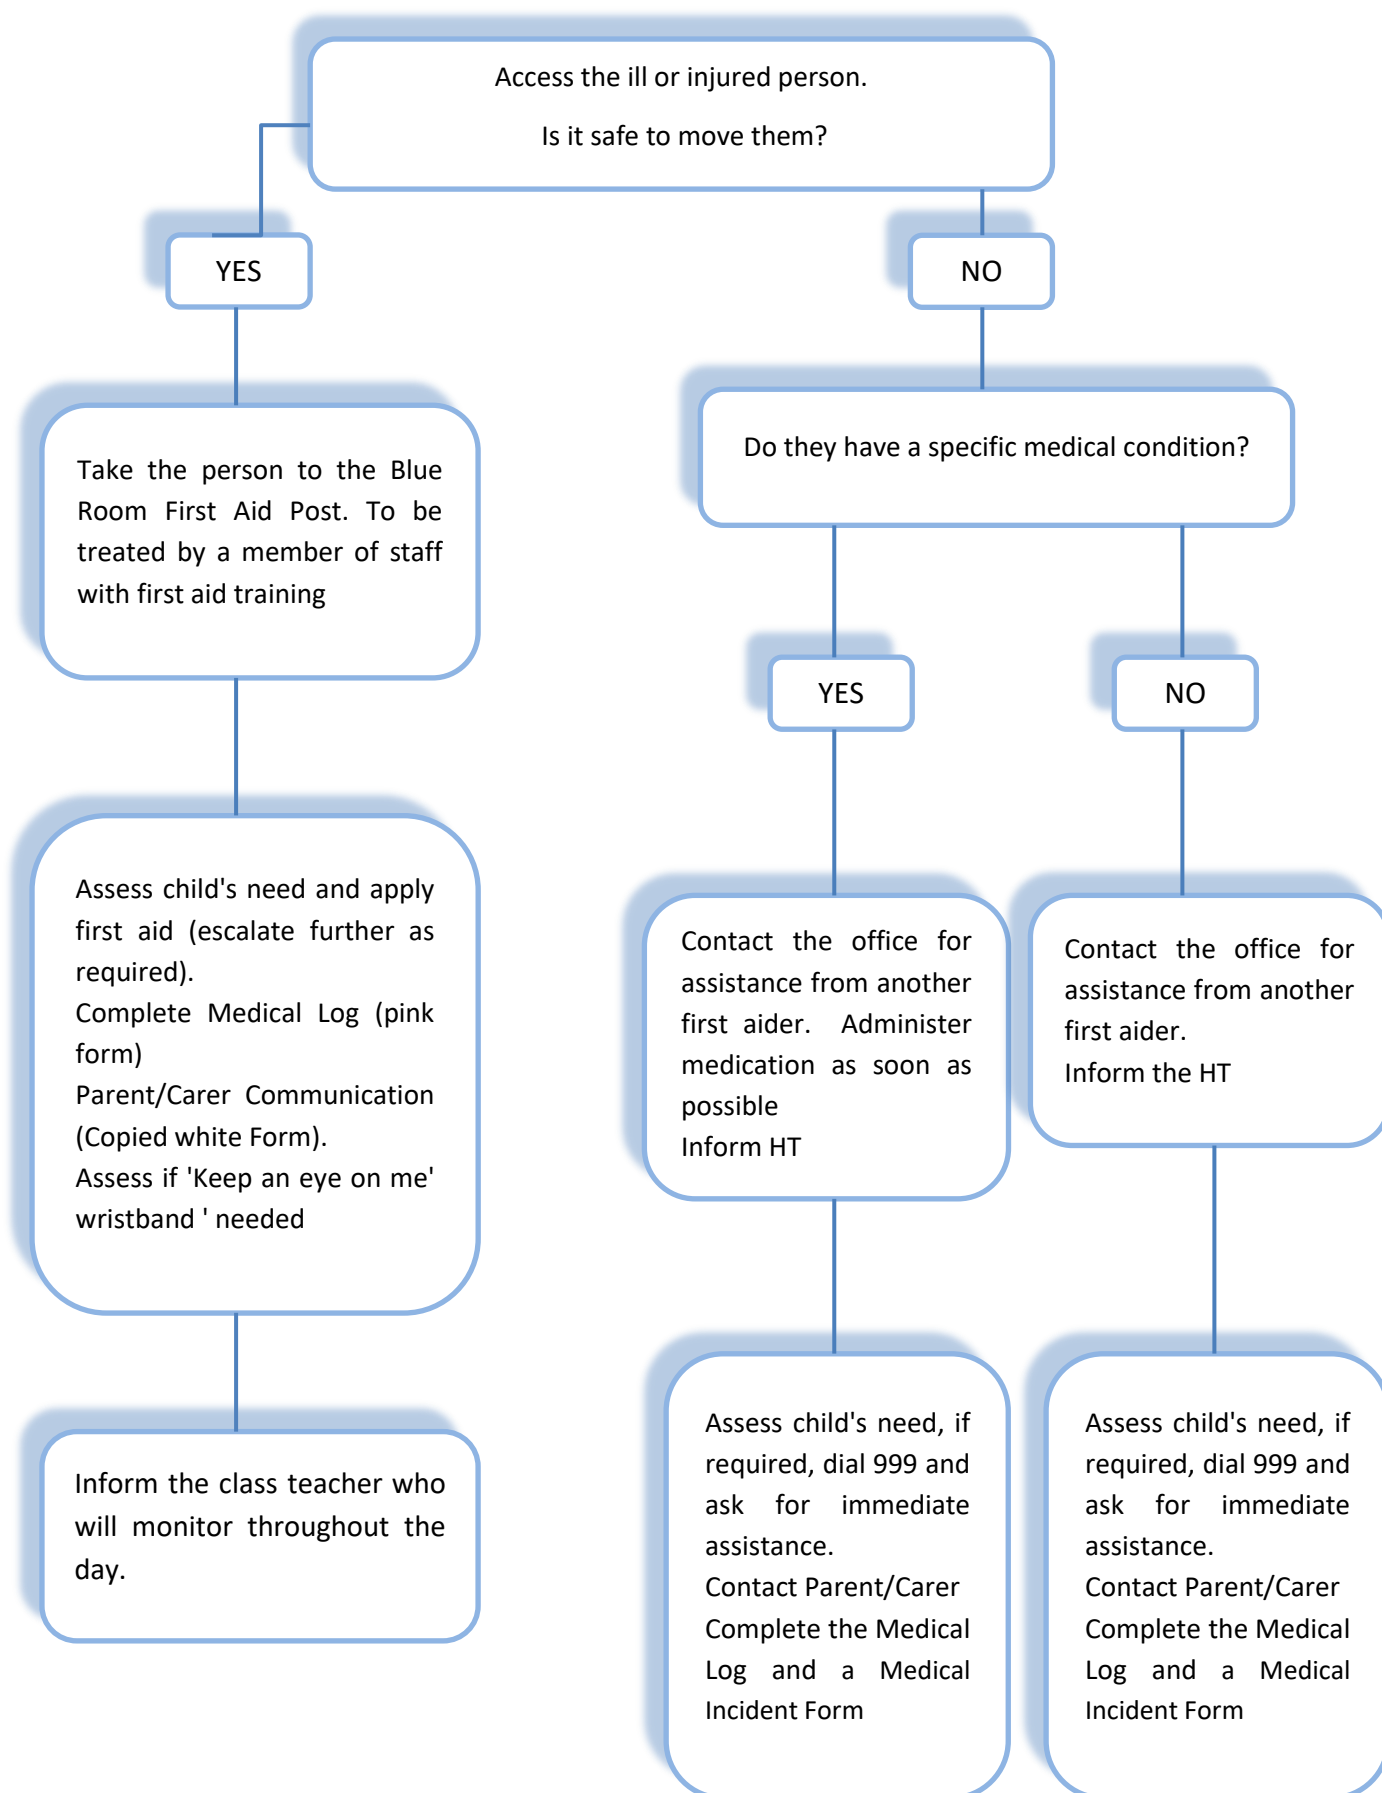 Access the ill or injured person.
Is it safe to move them?
YES
NO
Take the person to the Blue
Room First Aid Post. To be
treated by a member of staff
with first aid training
Do they have a specific medical condition?
YES
NO
Assess child's need and apply
first aid (escalate further as
required).
Complete Medical Log (pink
form)
Parent/Carer Communication
(Copied white Form).
Assess if 'Keep an eye on me'
wristband ' needed
Contact the office for
assistance from another
first aider. Administer
medication as soon as
possible
Inform HT
Contact the office for
assistance from another
first aider.
Inform the HT
Inform the class teacher who
will monitor throughout the
day.
Assess child's need, if
required, dial 999 and
ask for immediate
assistance.
Contact Parent/Carer
Complete the Medical
Log and a Medical
Incident Form
Assess child's need, if
required, dial 999 and
ask for immediate
assistance.
Contact Parent/Carer
Complete the Medical
Log and a Medical
Incident Form